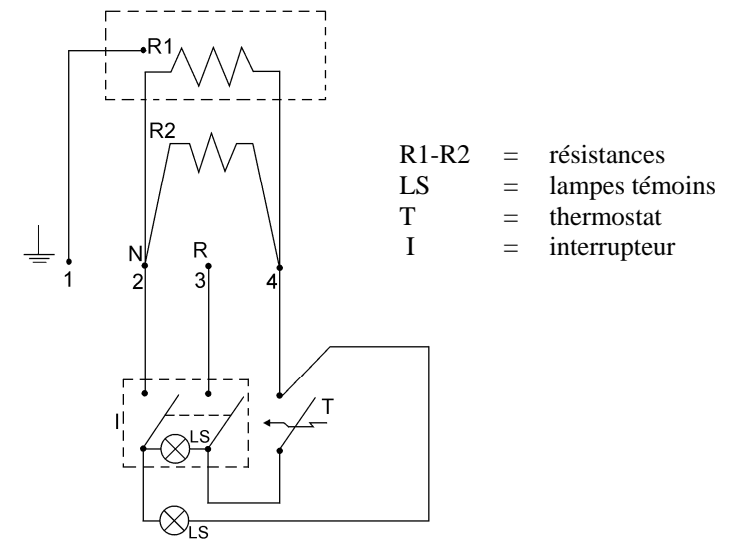 R1
R2
N
R
1
2
3
4
I
T
LS
LS
R1-R2 = résistances
LS = lampes témoins
T = thermostat
I = interrupteur